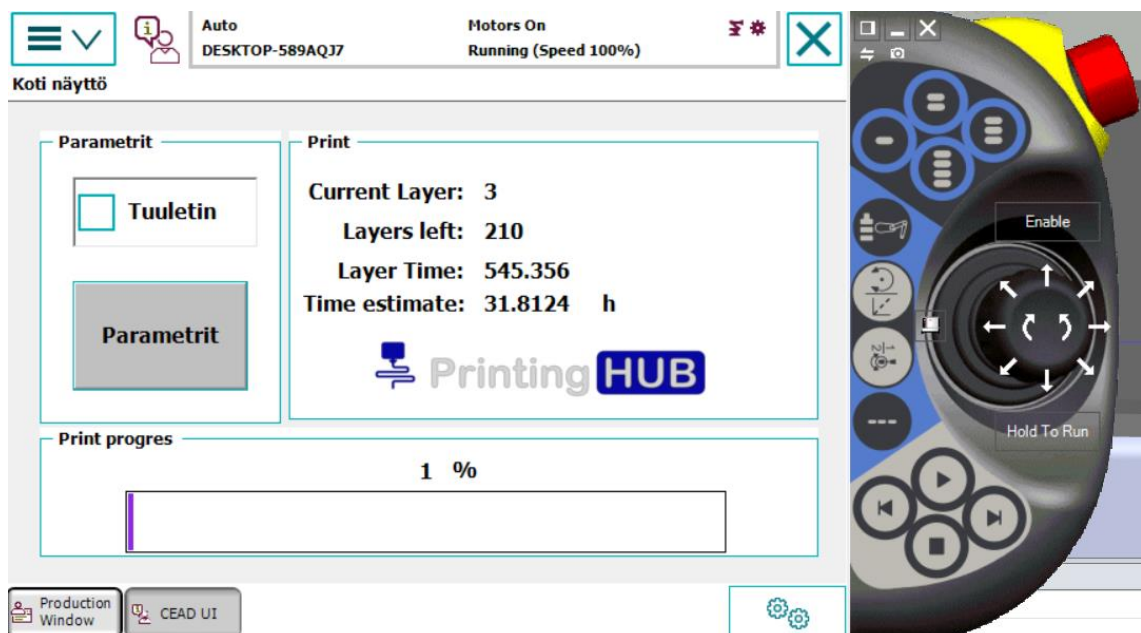 Auto
DESKTOP-589AQJ7
Motors On
Running (Speed 100%)
Koti näyttö
Parametrit
Tuuletin
Parametrit
Print
Current Layer: 3
Layers left: 210
Layer Time: 545.356
Time estimate: 31.8124 h
Printing HUB
Print progres
1 %
Production
Window
CEAD UI
Enable
Hold To Run